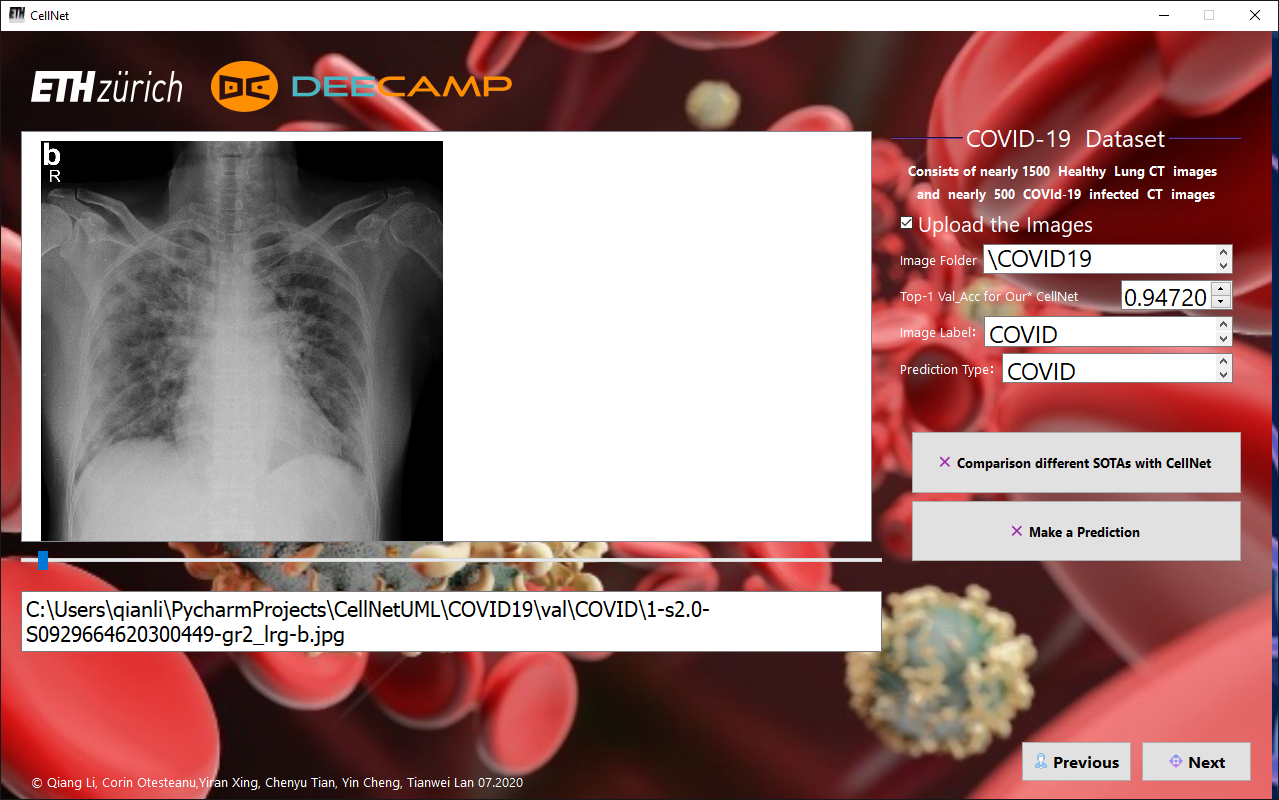 CellNet
ETH zürich DEECAMP
b
R
COVID-19 Dataset
Consists of nearly 1500 Healthy Lung CT images
and nearly 500 COVId-19 infected CT images
Upload the Images
Image Folder \COVID19
Top-1 Val_Acc for Our* CellNet 0.94720
Image Label: COVID
Prediction Type: COVID
Comparison different SOTAs with CellNet
Make a Prediction
C:\Users\qianli\PycharmProjects\CellNetUML\COVID19\val\COVID\1-s2.0-
S0929664620300449-gr2_lrg-b.jpg
Previous Next
© Qiang Li, Corin Otesteanu,Yiran Xing, Chenyu Tian, Yin Cheng, Tianwei Lan 07.2020